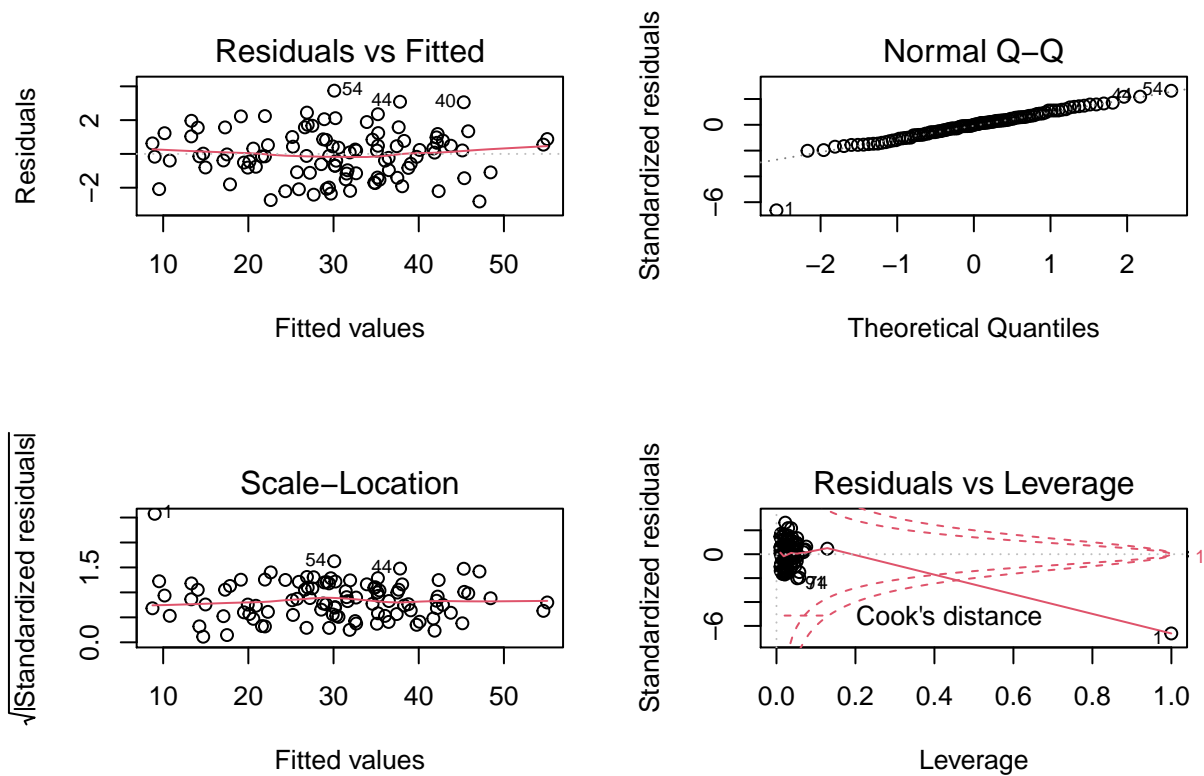 Residuals vs Fitted
Residuals
2
−2
54
44
40
10 20 30 40 50
Fitted values
Normal Q−Q
Standardized residuals
0
−6
1
44
54
−2 −1 0 1 2
Theoretical Quantiles
Scale−Location
√|Standardized residuals|
1.5
0.0
1
54
44
10 20 30 40 50
Fitted values
Residuals vs Leverage
Standardized residuals
0
−6
Cook's distance
1
1
0.0 0.2 0.4 0.6 0.8 1.0
Leverage